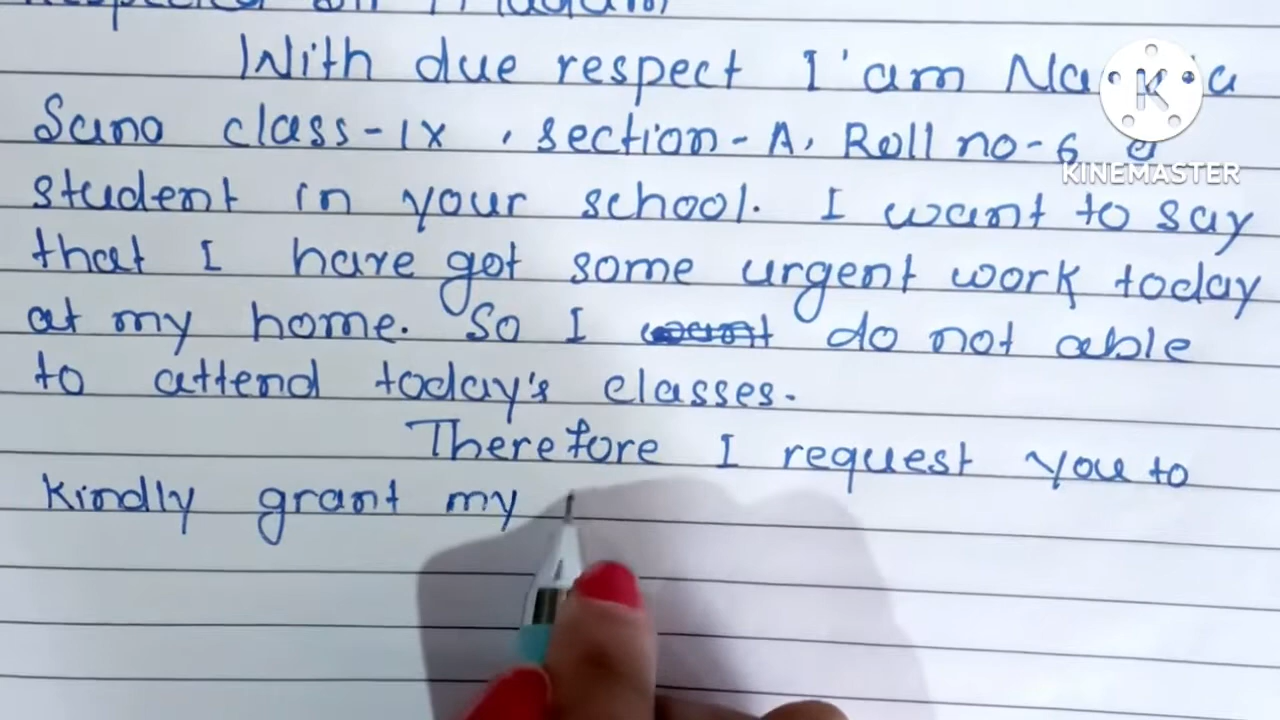 With due respect I'am
Sano class-IX, section-A, Roll no-6 a
student in your school. I want to say
that I have got some urgent work today
at my home. So I do not able
to attend today's classes.
Therefore I request you to
kindly grant my
KINEMASTER